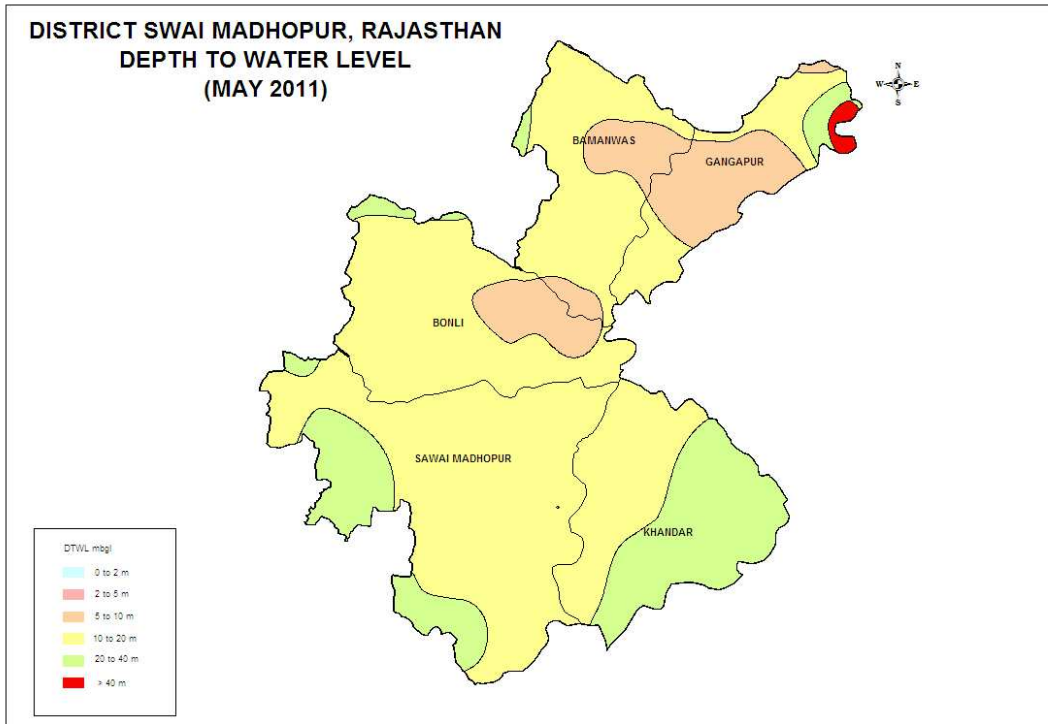 DISTRICT SWAI MADHOPUR, RAJASTHAN
DEPTH TO WATER LEVEL
(MAY 2011)
N
W E
S
BAMANWAS
GANGAPUR
BONLI
SAWAI MADHOPUR
KHANDAR
DTWL mbgl
0 to 2 m
2 to 5 m
5 to 10 m
10 to 20 m
20 to 40 m
> 40 m